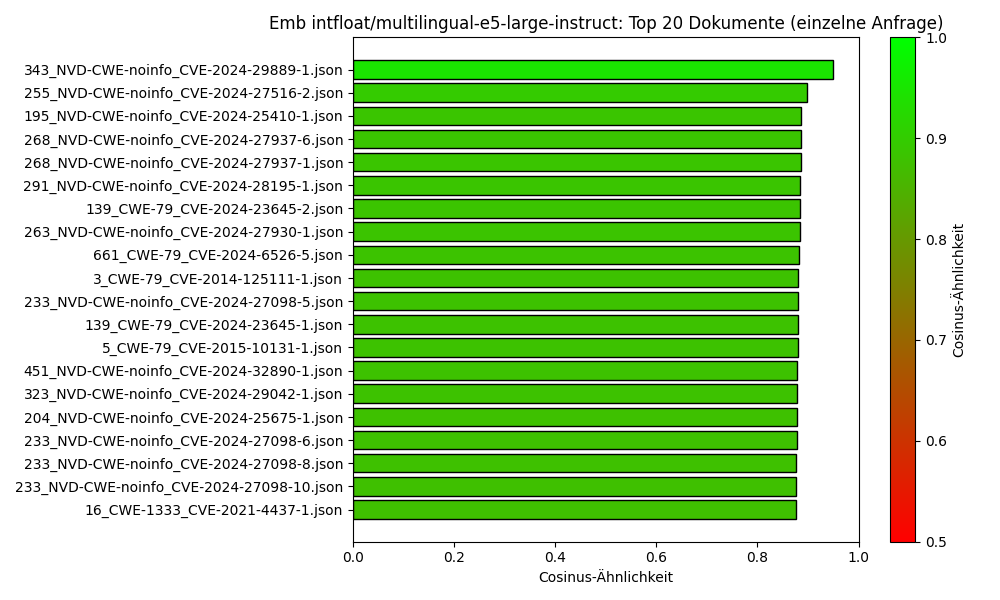 Emb intfloat/multilingual-e5-large-instruct: Top 20 Dokumente (einzelne Anfrage)
343_NVD-CWE-noinfo_CVE-2024-29889-1.json
255_NVD-CWE-noinfo_CVE-2024-27516-2.json
195_NVD-CWE-noinfo_CVE-2024-25410-1.json
268_NVD-CWE-noinfo_CVE-2024-27937-6.json
268_NVD-CWE-noinfo_CVE-2024-27937-1.json
291_NVD-CWE-noinfo_CVE-2024-28195-1.json
139_CWE-79_CVE-2024-23645-2.json
263_NVD-CWE-noinfo_CVE-2024-27930-1.json
661_CWE-79_CVE-2024-6526-5.json
3_CWE-79_CVE-2014-125111-1.json
233_NVD-CWE-noinfo_CVE-2024-27098-5.json
139_CWE-79_CVE-2024-23645-1.json
5_CWE-79_CVE-2015-10131-1.json
451_NVD-CWE-noinfo_CVE-2024-32890-1.json
323_NVD-CWE-noinfo_CVE-2024-29042-1.json
204_NVD-CWE-noinfo_CVE-2024-25675-1.json
233_NVD-CWE-noinfo_CVE-2024-27098-6.json
233_NVD-CWE-noinfo_CVE-2024-27098-8.json
233_NVD-CWE-noinfo_CVE-2024-27098-10.json
16_CWE-1333_CVE-2021-4437-1.json
0.0 0.2 0.4 0.6 0.8 1.0
Cosinus-Ähnlichkeit
1.0
0.9
0.8
0.7
0.6
0.5
Cosinus-Ähnlichkeit